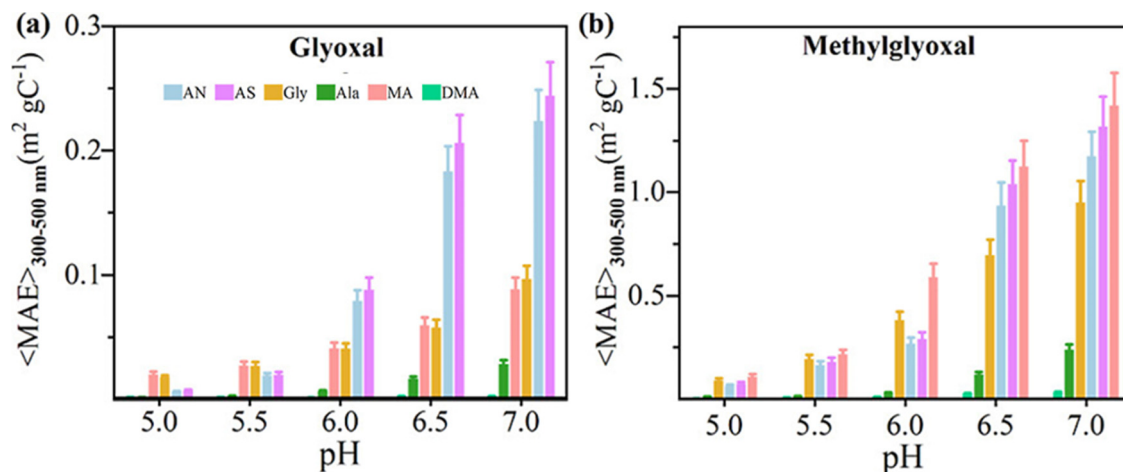 (a)
Glyoxal
AN AS Gly Ala MA DMA
<MAE>300-500 nm(m² gC⁻¹)
0.3
0.2
0.1
5.0 5.5 6.0 6.5 7.0
pH
(b)
Methylglyoxal
<MAE>300-500 nm(m² gC⁻¹)
1.5
1.0
0.5
5.0 5.5 6.0 6.5 7.0
pH